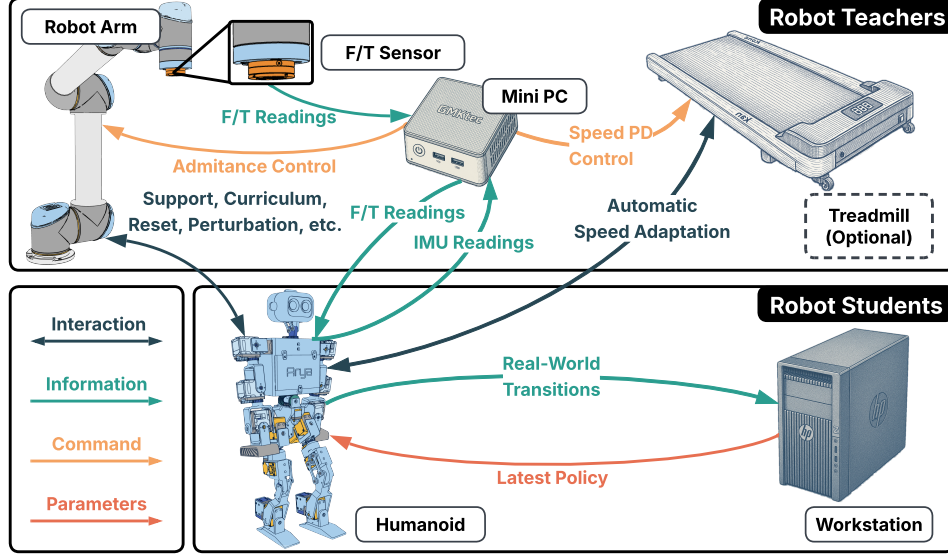 Robot Arm
F/T Sensor
Mini PC
GMKtec
Robot Teachers
F/T Readings
Admittance Control
Speed PD
Control
Support, Curriculum,
Reset, Perturbation, etc.
F/T Readings
IMU Readings
Automatic
Speed Adaptation
Treadmill
(Optional)
Interaction
Information
Command
Parameters
Robot Students
Arya
Real-World
Transitions
Latest Policy
hp
Humanoid
Workstation